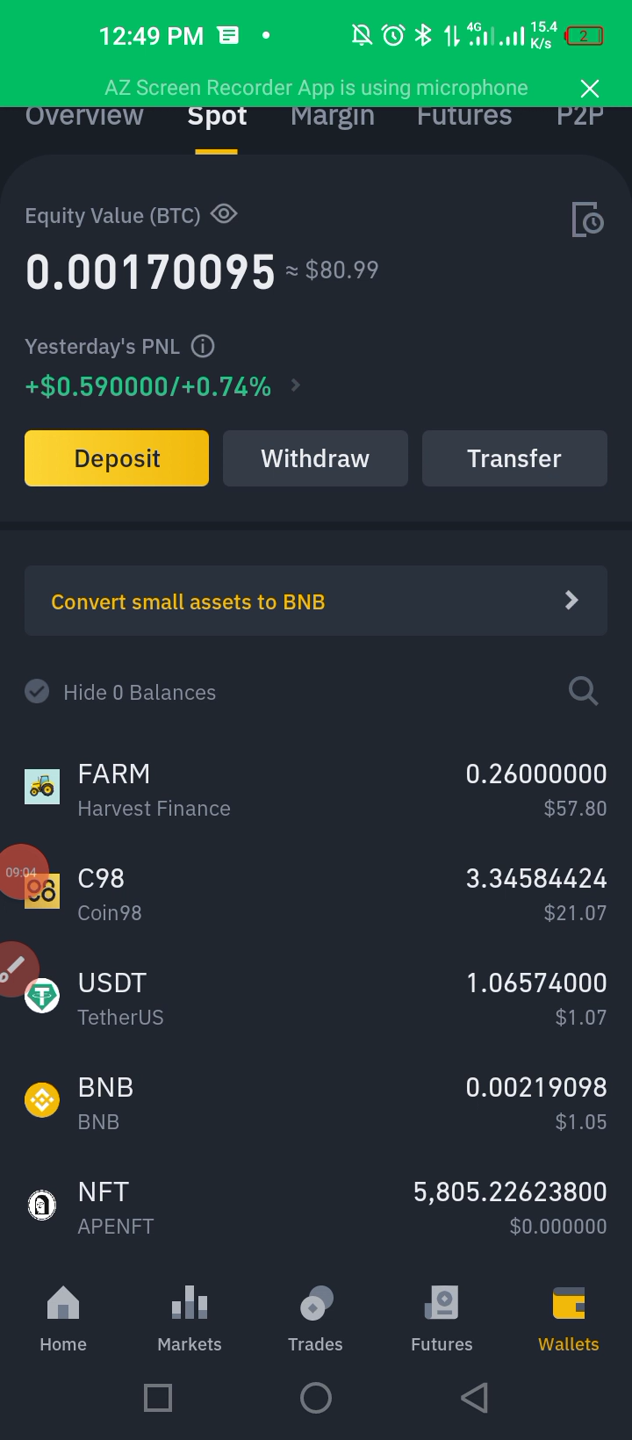 12:49 PM
4G
15.4
K/s
2
AZ Screen Recorder App is using microphone
Overview Spot Margin Futures P2P
Equity Value (BTC)
0.00170095 ≈ $80.99
Yesterday's PNL
+$0.590000/+0.74%
Deposit Withdraw Transfer
Convert small assets to BNB
Hide 0 Balances
FARM 0.26000000
Harvest Finance $57.80
09:04
C98 3.34584424
Coin98 $21.07
USDT 1.06574000
TetherUS $1.07
BNB 0.00219098
BNB $1.05
NFT 5,805.22623800
APENFT $0.000000
Home Markets Trades Futures Wallets